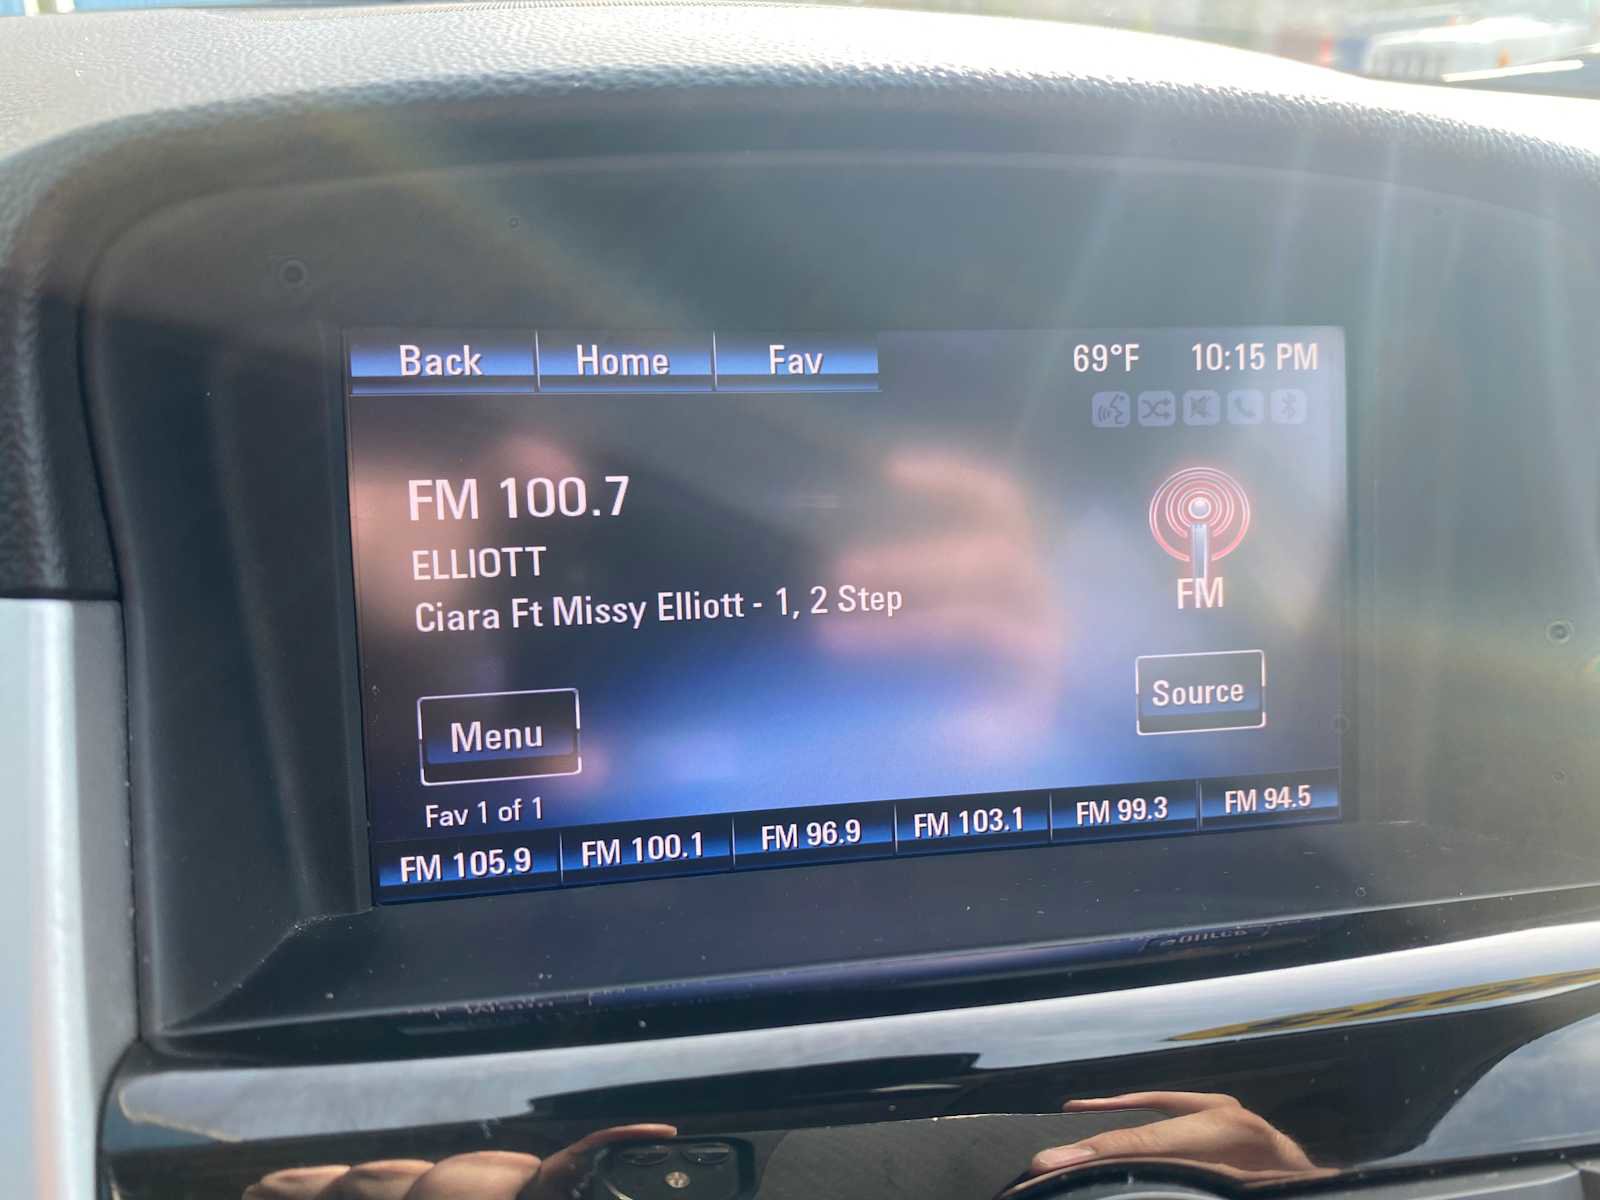 Back Home Fav 69°F 10:15 PM
FM 100.7
ELLIOTT
Ciara Ft Missy Elliott - 1, 2 Step
FM
Source
Menu
Fav 1 of 1
FM 105.9 FM 100.1 FM 96.9 FM 103.1 FM 99.3 FM 94.5